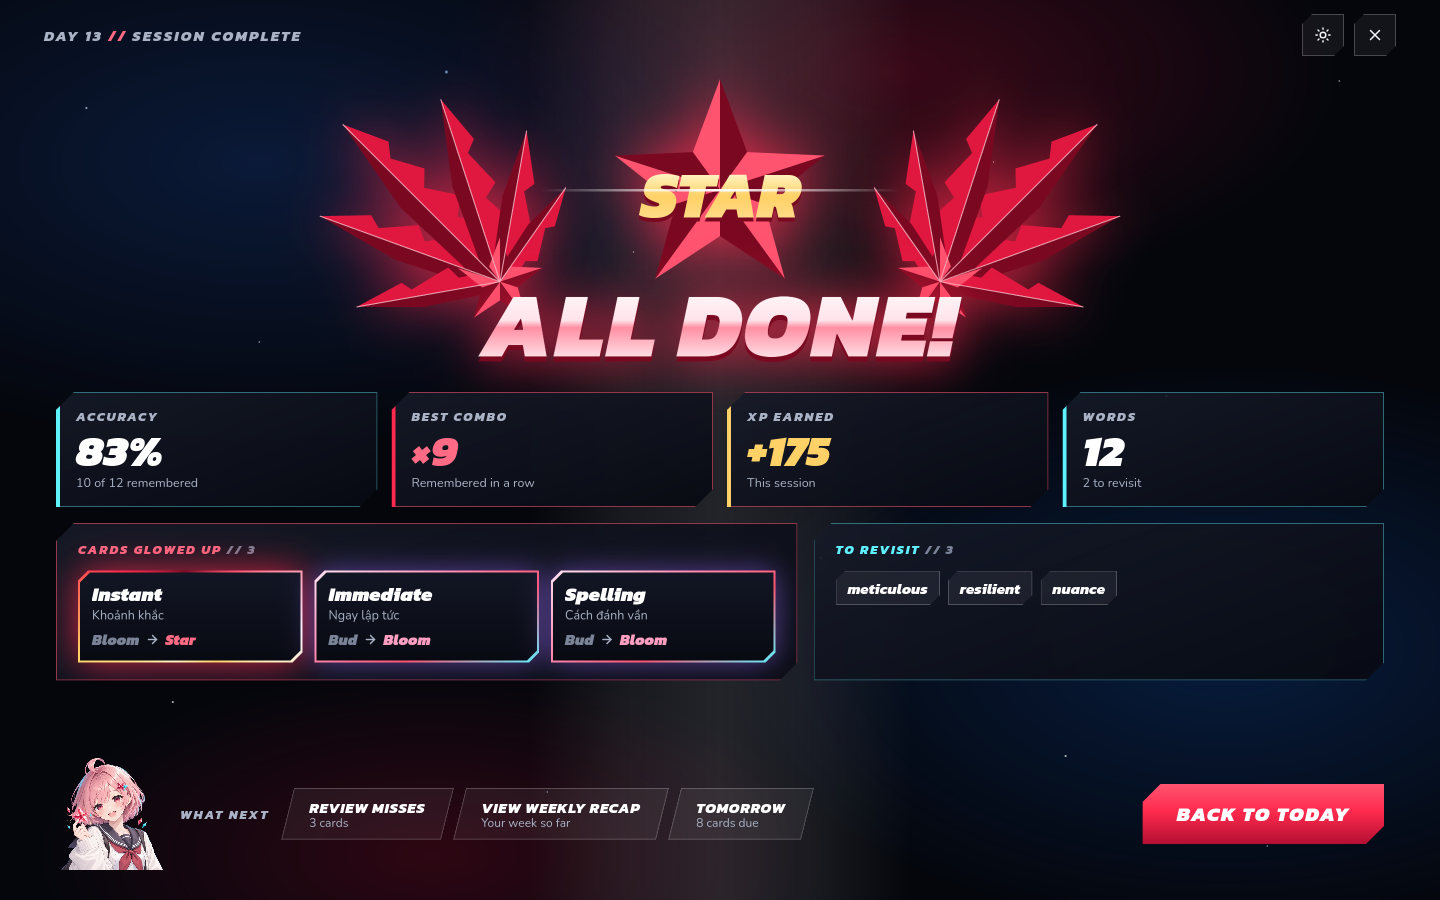 DAY 13 // SESSION COMPLETE
STAR
ALL DONE!
ACCURACY
83%
10 of 12 remembered
BEST COMBO
×9
Remembered in a row
XP EARNED
+175
This session
WORDS
12
2 to revisit
CARDS GLOWED UP // 3
Instant
Khoảnh khắc
Bloom → Star
Immediate
Ngay lập tức
Bud → Bloom
Spelling
Cách đánh vần
Bud → Bloom
TO REVISIT // 3
meticulous
resilient
nuance
WHAT NEXT
REVIEW MISSES
3 cards
VIEW WEEKLY RECAP
Your week so far
TOMORROW
8 cards due
BACK TO TODAY